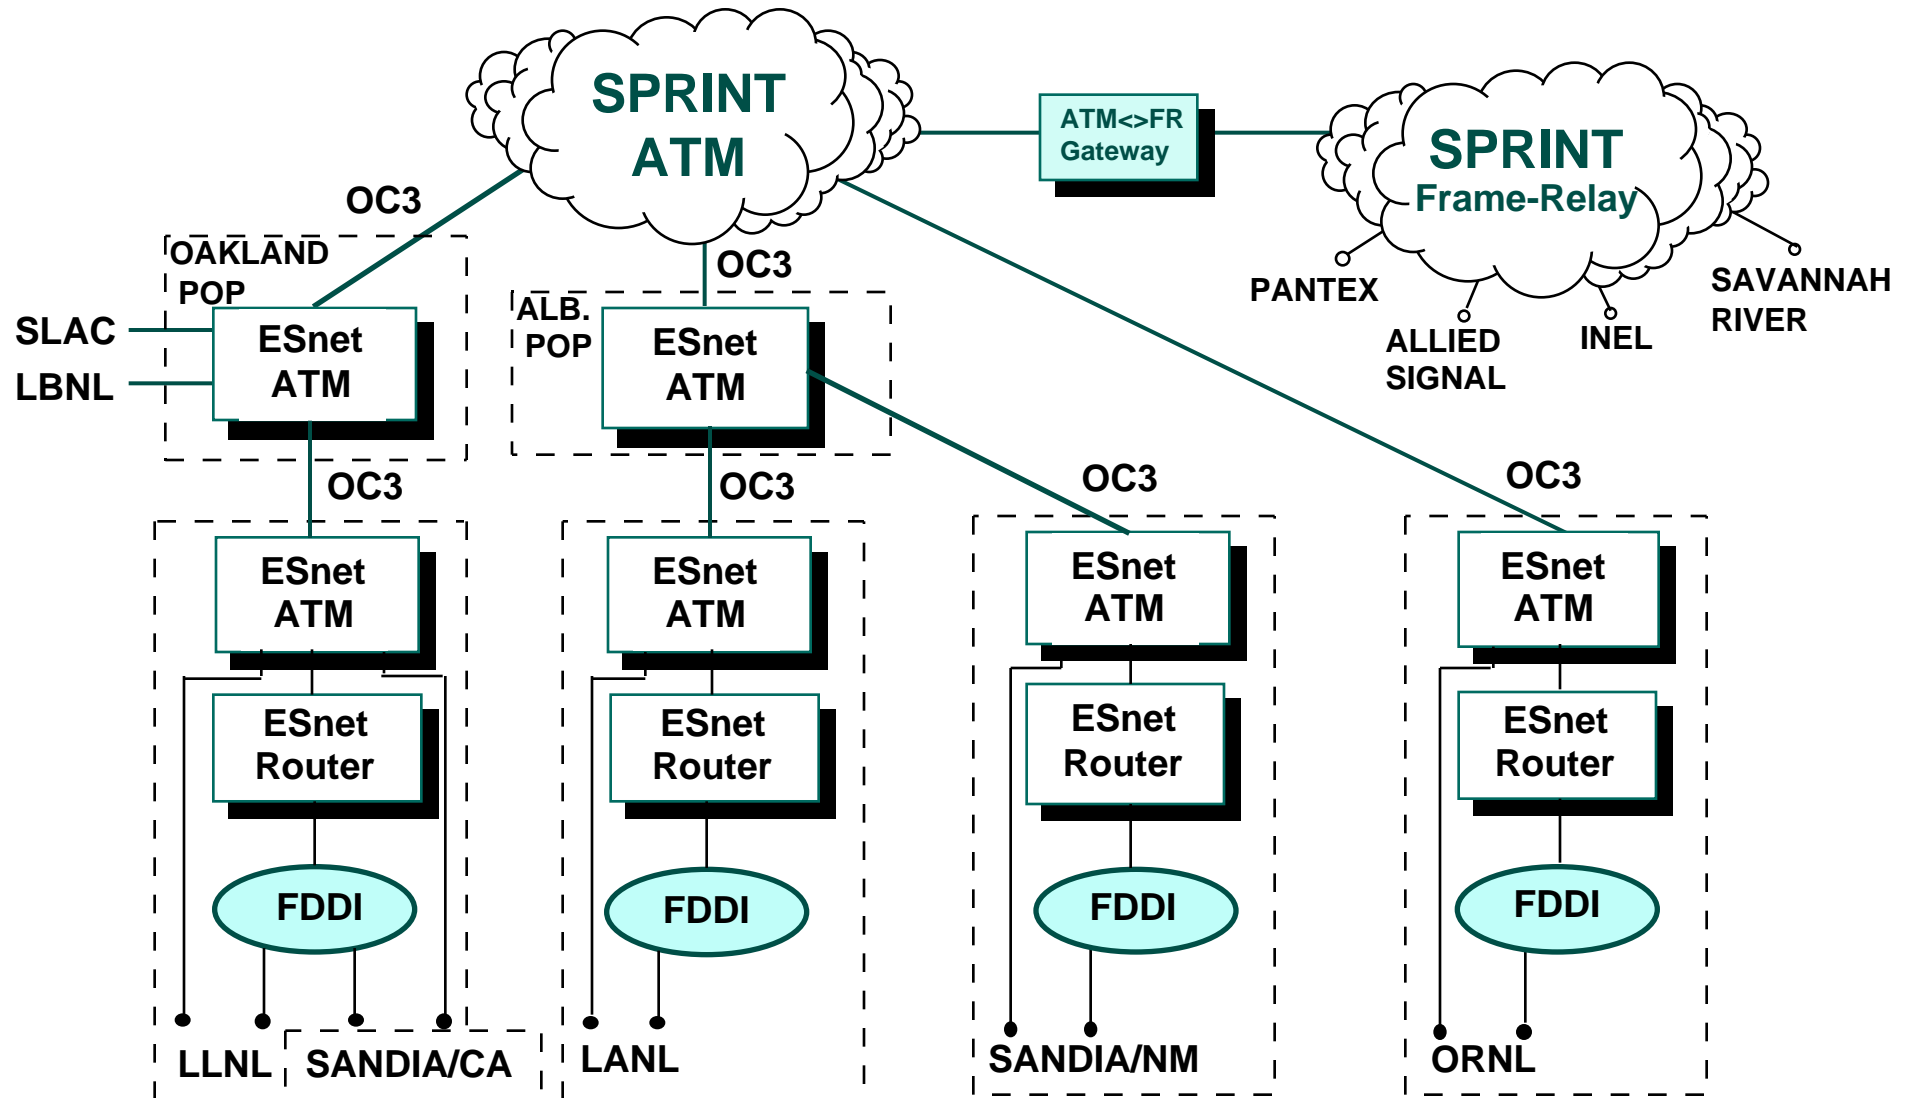 SPRINT
ATM
ATM<>FR
Gateway
SPRINT
Frame-Relay
OC3
OAKLAND
POP
OC3
ALB.
POP
PANTEX
ALLIED
SIGNAL
INEL
SAVANNAH
RIVER
SLAC
LBNL
ESnet
ATM
ESnet
ATM
OC3
OC3
OC3
OC3
ESnet
ATM
ESnet
ATM
ESnet
ATM
ESnet
ATM
ESnet
Router
ESnet
Router
ESnet
Router
ESnet
Router
FDDI
FDDI
FDDI
FDDI
LLNL
SANDIA/CA
LANL
SANDIA/NM
ORNL